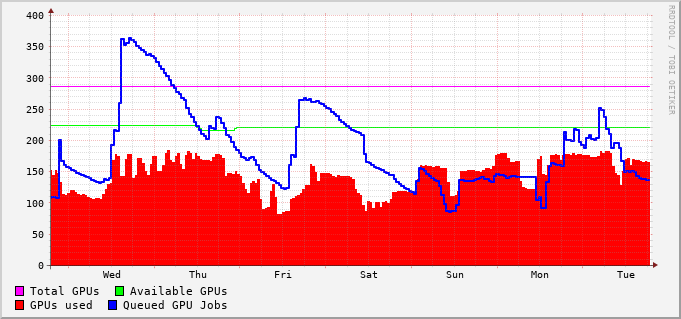 400
350
300
250
200
150
100
50
0
Wed Thu Fri Sat Sun Mon Tue
Total GPUs Available GPUs
GPUs used Queued GPU Jobs
RRDTOOL / TOBI OETIKER